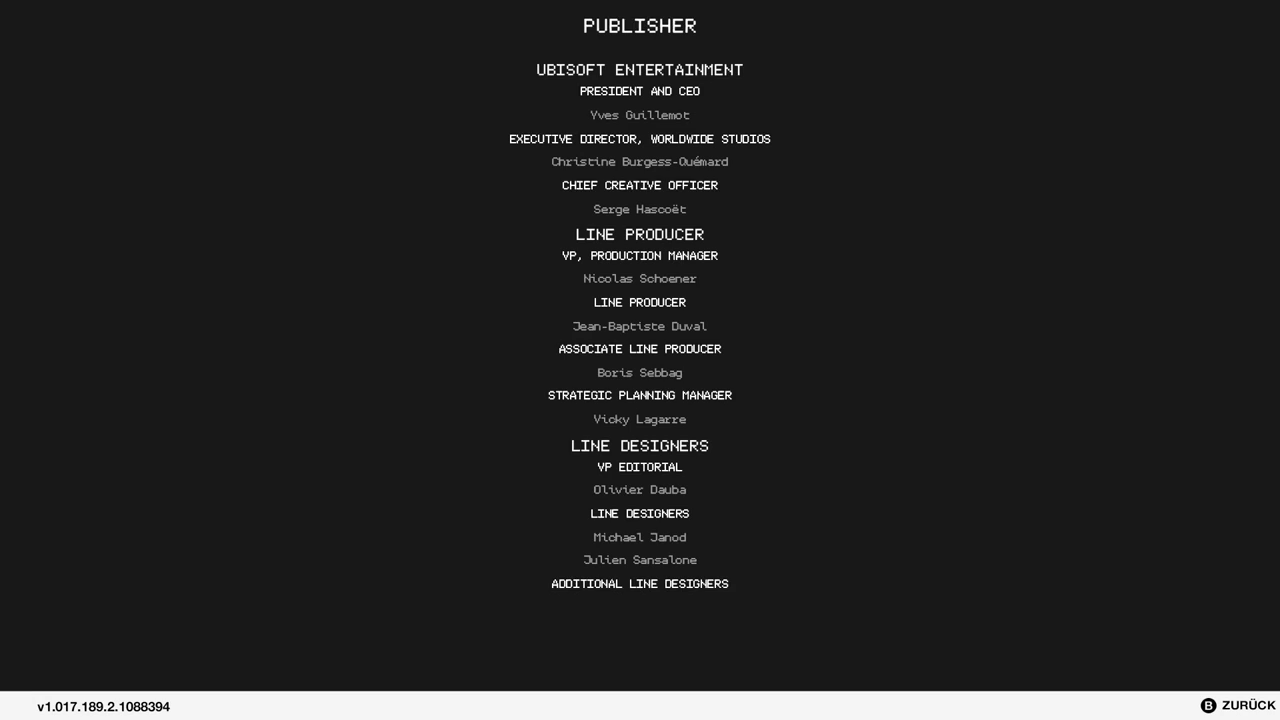 PUBLISHER
UBISOFT ENTERTAINMENT
PRESIDENT AND CEO
Yves Guillemot
EXECUTIVE DIRECTOR, WORLDWIDE STUDIOS
Christine Burgess-Quémard
CHIEF CREATIVE OFFICER
Serge Hascoët
LINE PRODUCER
VP, PRODUCTION MANAGER
Nicolas Schoener
LINE PRODUCER
Jean-Baptiste Duval
ASSOCIATE LINE PRODUCER
Boris Sebbag
STRATEGIC PLANNING MANAGER
Vicky Lagarre
LINE DESIGNERS
VP EDITORIAL
Olivier Dauba
LINE DESIGNERS
Michael Janod
Julien Sansalone
ADDITIONAL LINE DESIGNERS
v1.017.189.2.1088394
B ZURÜCK